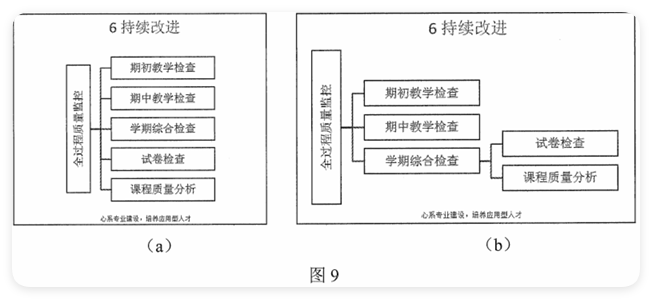 6 持续改进
全过程质量监控
期初教学检查
期中教学检查
学期综合检查
试卷检查
课程质量分析
心系专业建设，培养应用型人才
（a）
6 持续改进
全过程质量监控
期初教学检查
期中教学检查
学期综合检查
试卷检查
课程质量分析
心系专业建设，培养应用型人才
（b）
图 9